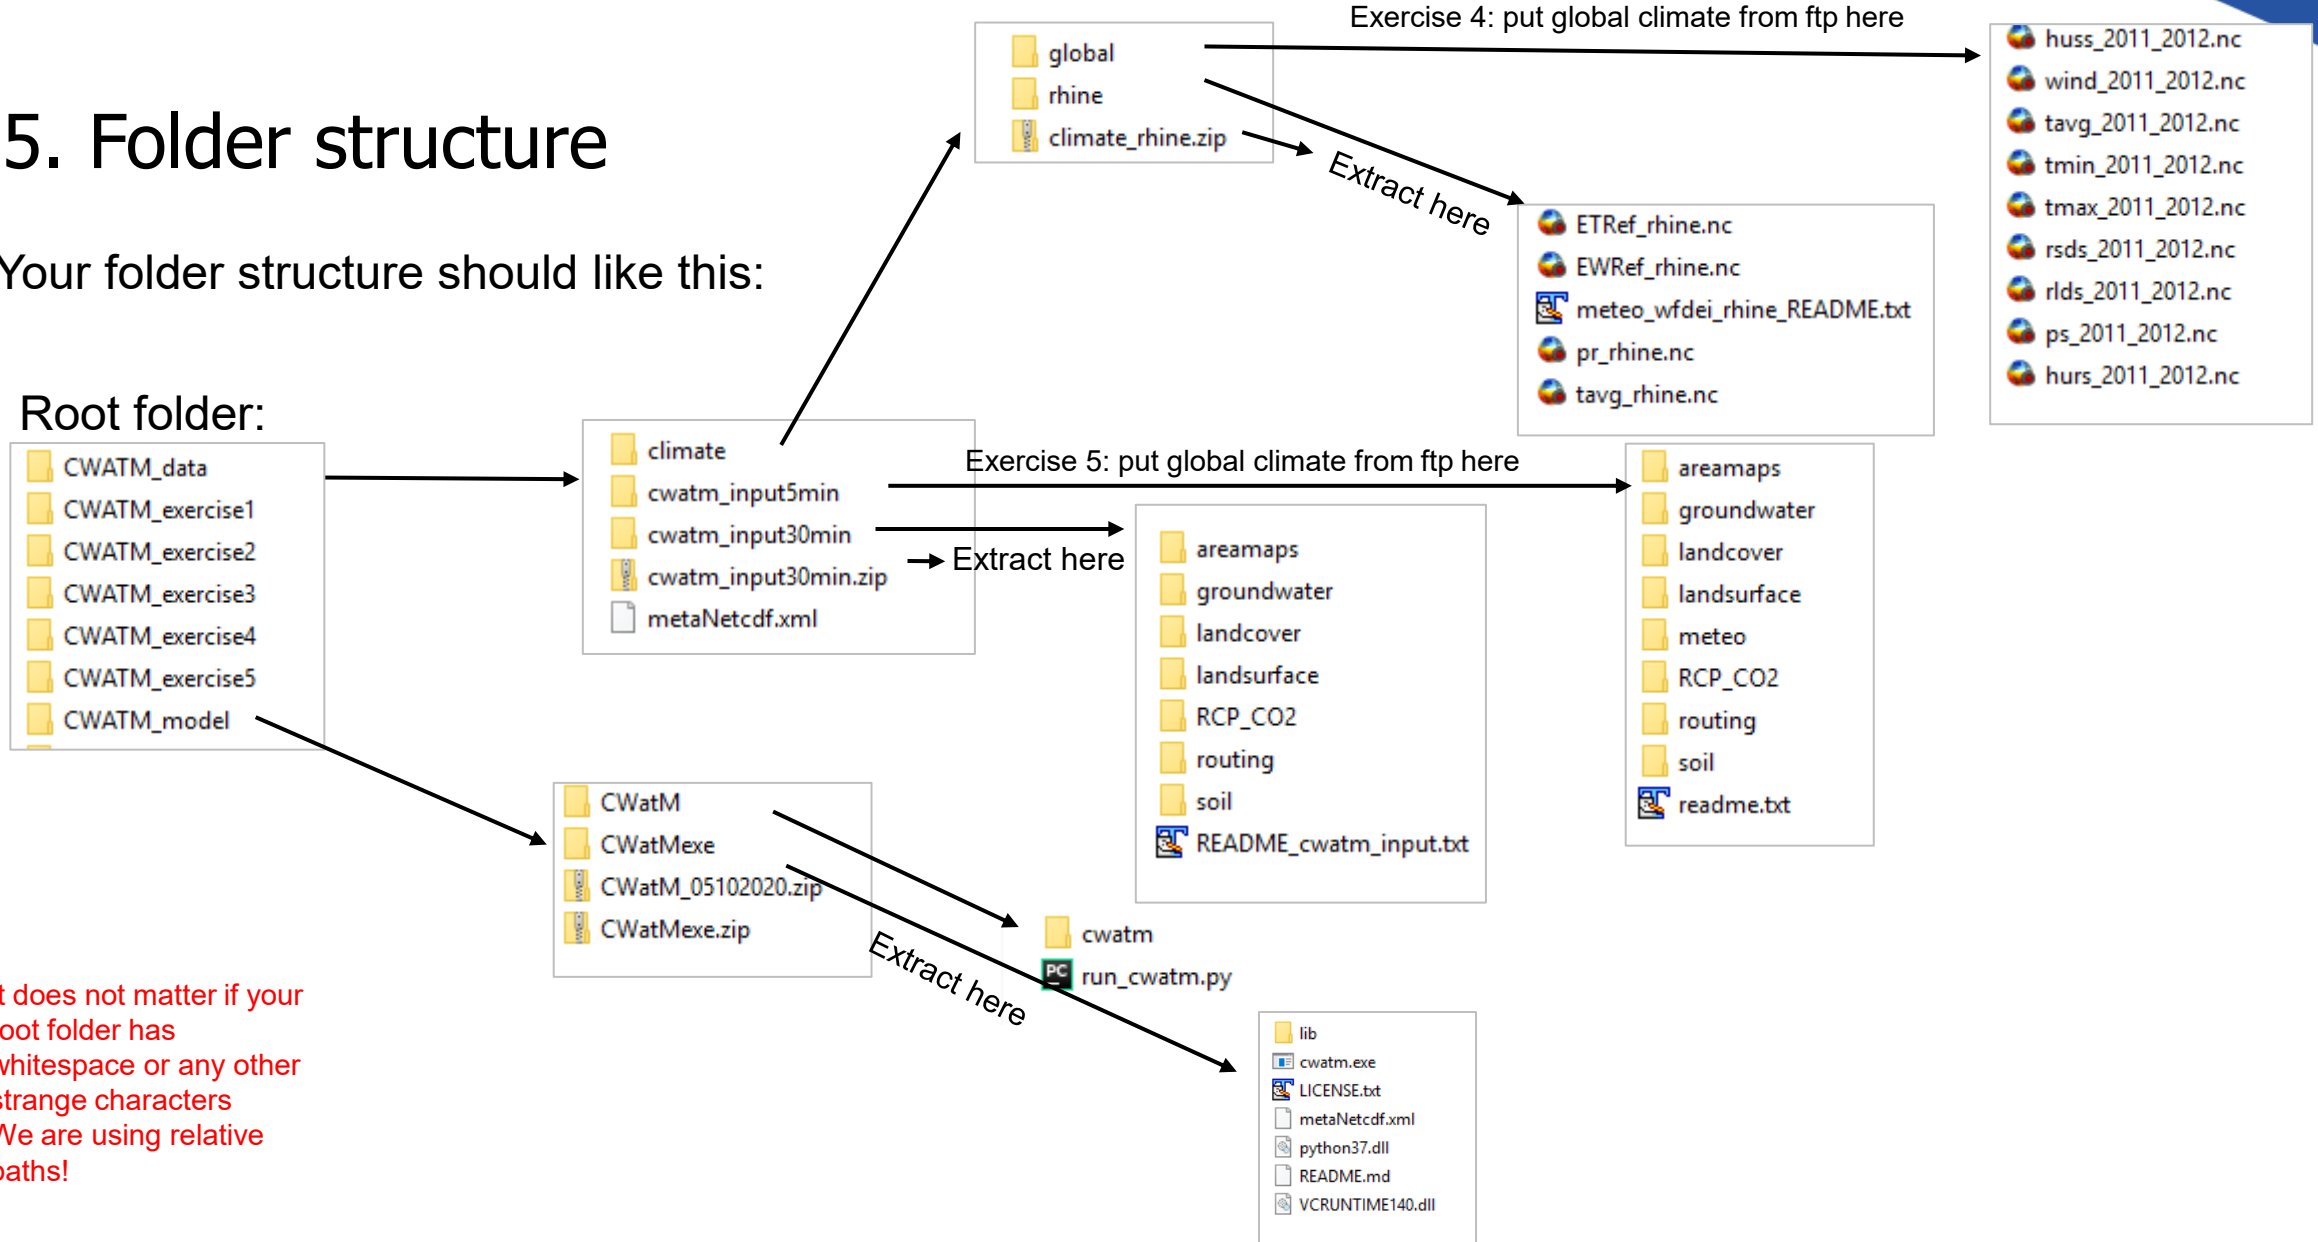 Exercise 4: put global climate from ftp here
5. Folder structure
Your folder structure should like this:
global
rhine
climate_rhine.zip
Extract here
huss_2011_2012.nc
wind_2011_2012.nc
tavg_2011_2012.nc
tmin_2011_2012.nc
tmax_2011_2012.nc
rsds_2011_2012.nc
rlds_2011_2012.nc
ps_2011_2012.nc
hurs_2011_2012.nc
ETRef_rhine.nc
EWRef_rhine.nc
meteo_wfdei_rhine_README.txt
pr_rhine.nc
tavg_rhine.nc
Root folder:
CWATM_data
CWATM_exercise1
CWATM_exercise2
CWATM_exercise3
CWATM_exercise4
CWATM_exercise5
CWATM_model
climate
cwatm_input5min
cwatm_input30min
cwatm_input30min.zip
metaNetcdf.xml
Exercise 5: put global climate from ftp here
Extract here
areamaps
groundwater
landcover
landsurface
RCP_CO2
routing
soil
README_cwatm_input.txt
areamaps
groundwater
landcover
landsurface
meteo
RCP_CO2
routing
soil
readme.txt
CWatM
CWatMexe
CWatM_05102020.zip
CWatMexe.zip
Extract here
cwatm
run_cwatm.py
lib
cwatm.exe
LICENSE.txt
metaNetcdf.xml
python37.dll
README.md
VCRUNTIME140.dll
t does not matter if your
oot folder has
whitespace or any other
strange characters
We are using relative
paths!